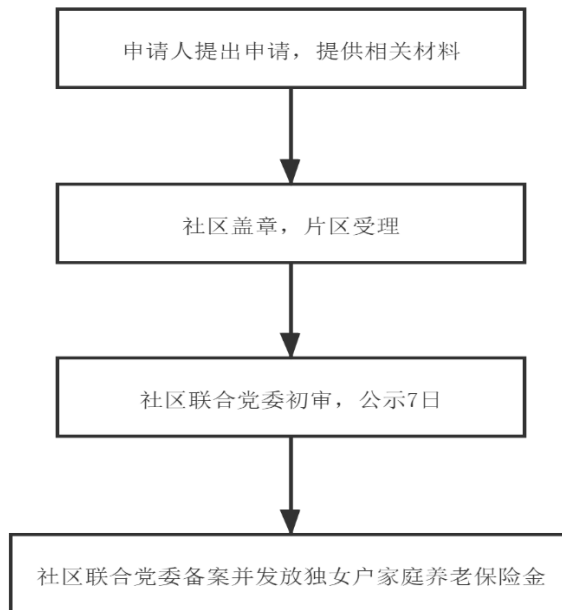 申请人提出申请，提供相关材料
社区盖章，片区受理
社区联合党委初审，公示7日
社区联合党委备案并发放独女户家庭养老保险金